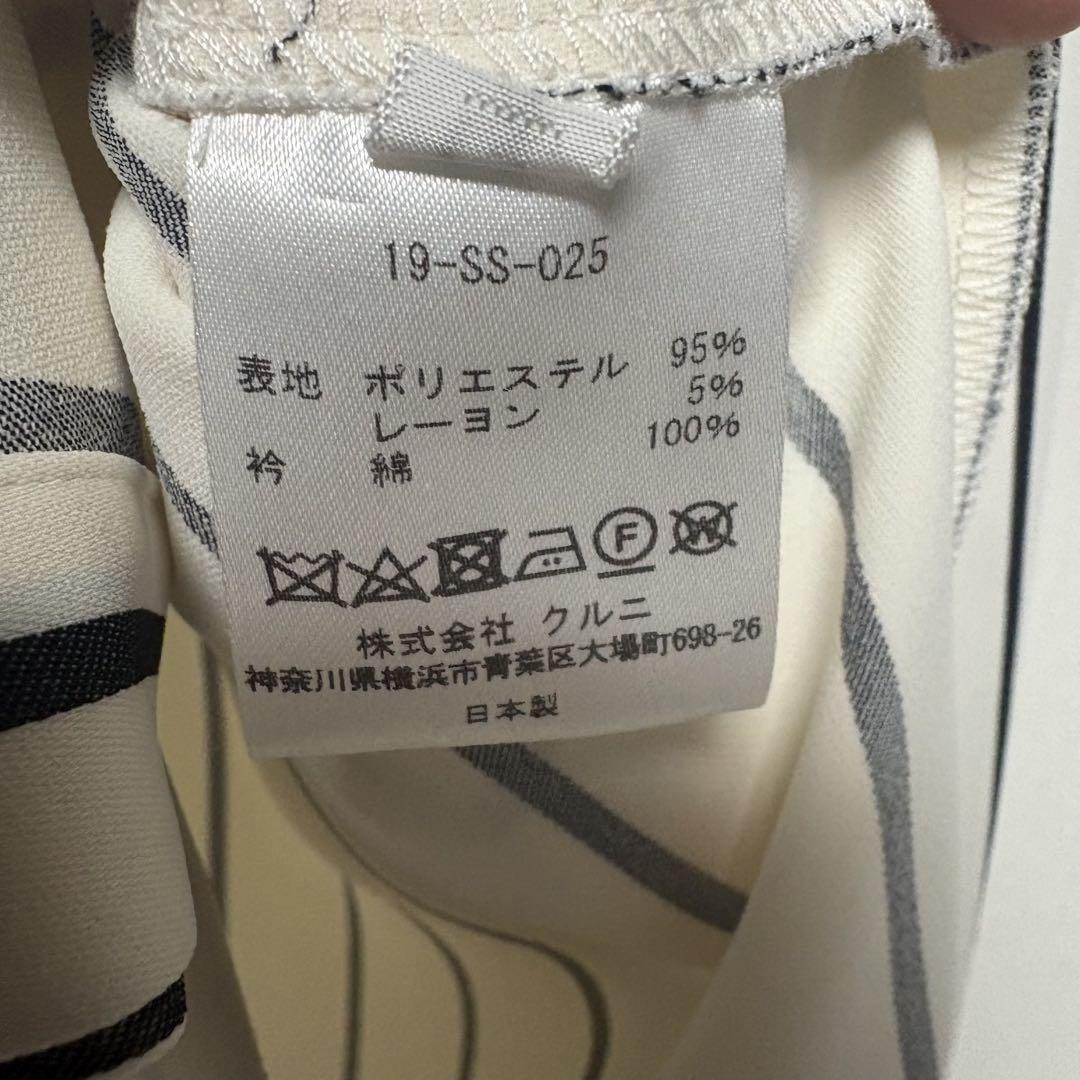 19-SS-025
表地 ポリエステル 95%
レーヨン 5%
衿 綿 100%
F W
株式会社 クルニ
神奈川県横浜市青葉区大場町698-26
日本製